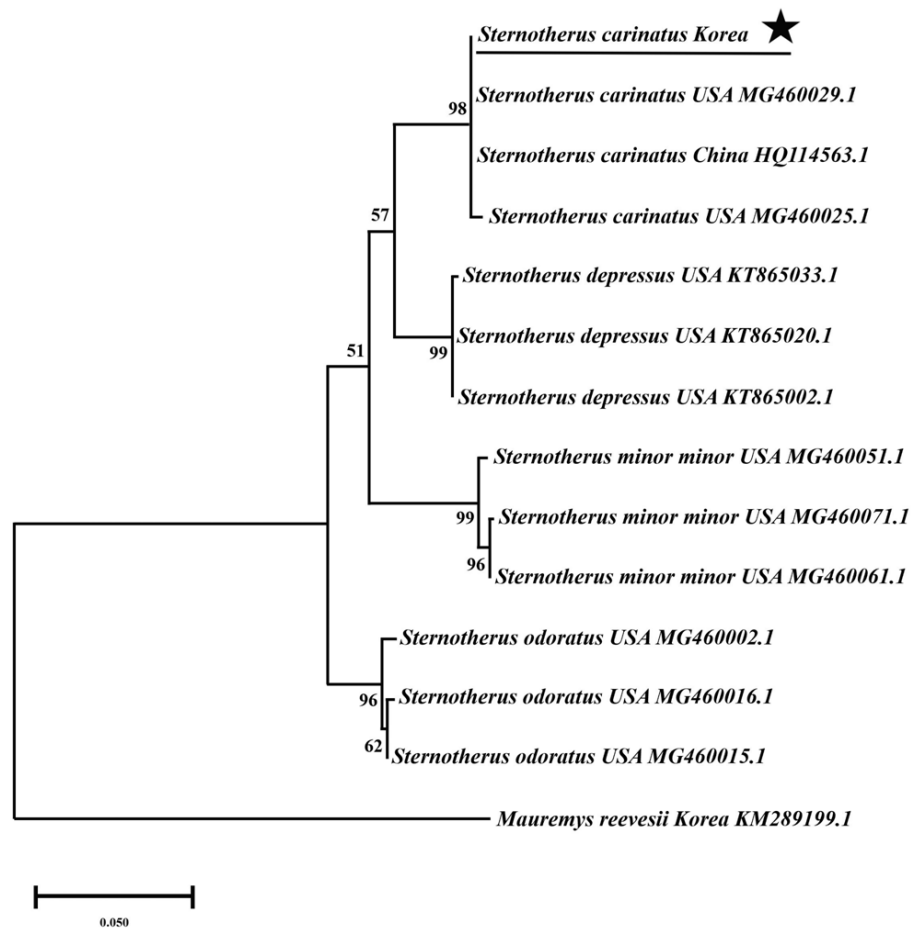 Sternotherus carinatus Korea
Sternotherus carinatus USA MG460029.1
98
Sternotherus carinatus China HQ114563.1
Sternotherus carinatus USA MG460025.1
57
Sternotherus depressus USA KT865033.1
Sternotherus depressus USA KT865020.1
51
99
Sternotherus depressus USA KT865002.1
Sternotherus minor minor USA MG460051.1
Sternotherus minor minor USA MG460071.1
99
96
Sternotherus minor minor USA MG460061.1
Sternotherus odoratus USA MG460002.1
Sternotherus odoratus USA MG460016.1
96
62
Sternotherus odoratus USA MG460015.1
Mauremys reevesii Korea KM289199.1
0.050